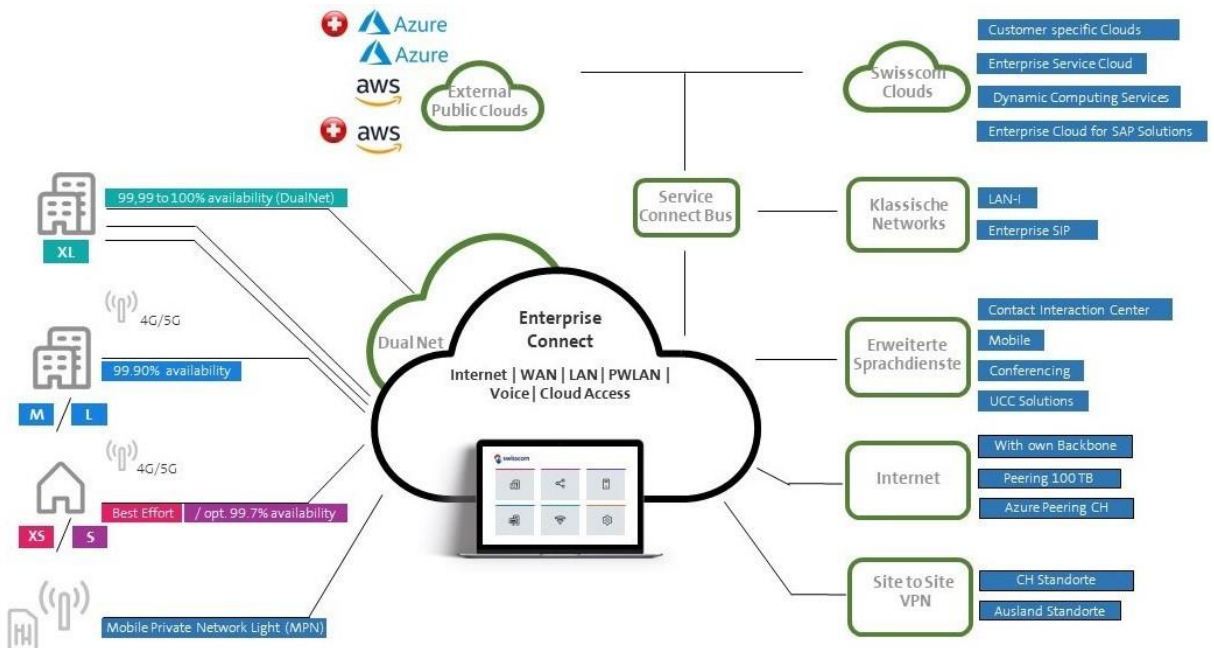 Azure
Azure
aws
aws
External
Public Clouds
Swisscom
Clouds
Customer specific Clouds
Enterprise Service Cloud
Dynamic Computing Services
Enterprise Cloud for SAP Solutions
99,99 to 100% availability (DualNet)
XL
Service
Connect Bus
Klassische
Networks
LAN-I
Enterprise SIP
4G/5G
99.90% availability
M / L
Dual Net
Enterprise
Connect
Internet | WAN | LAN | PWLAN |
Voice | Cloud Access
swisscom
Erweiterte
Sprachdienste
Contact Interaction Center
Mobile
Conferencing
UCC Solutions
4G/5G
Best Effort / opt. 99.7% availability
XS / S
Internet
With own Backbone
Peering 100 TB
Azure Peering CH
Mobile Private Network Light (MPN)
Site to Site
VPN
CH Standorte
Ausland Standorte